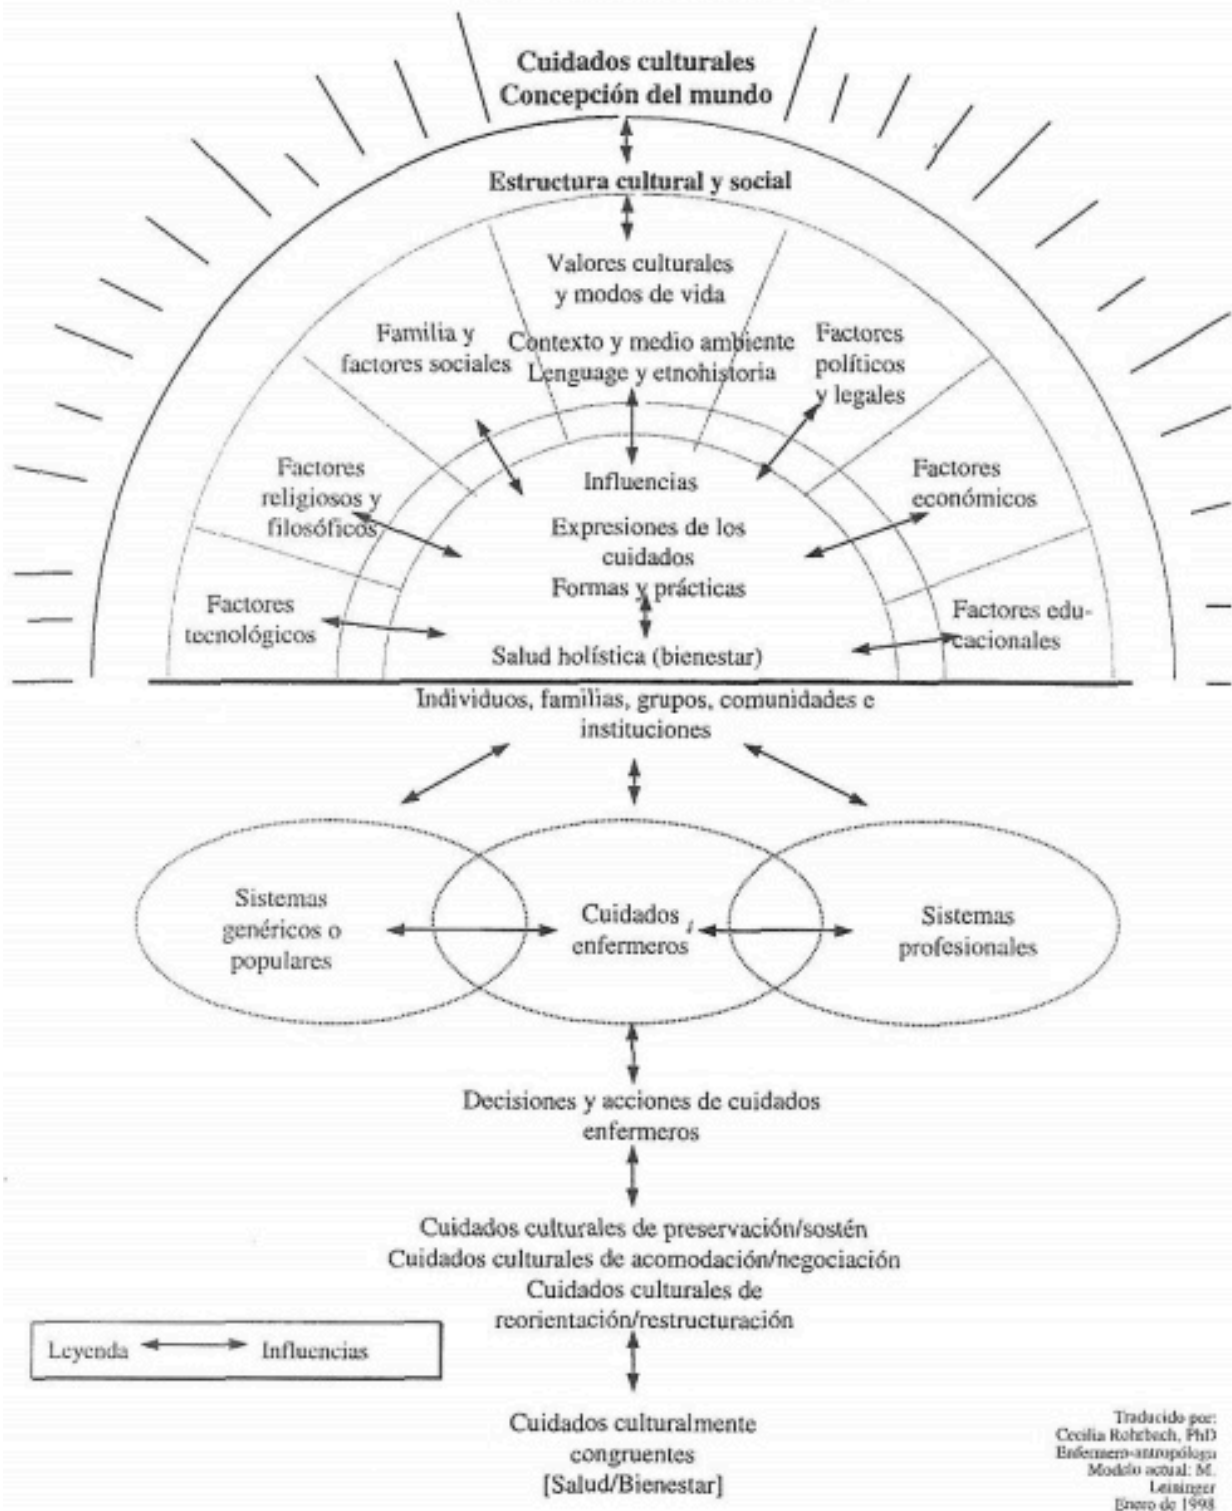 Cuidados culturales
Concepción del mundo
Estructura cultural y social
Valores culturales
y modos de vida
Familia y
factores sociales
Contexto y medio ambiente
Lenguage y etnohistoria
Factores
políticos
y legales
Factores
religiosos y
filosóficos
Influencias
Factores
económicos
Expresiones de los
cuidados
Formas y prácticas
Factores
tecnológicos
Factores edu-
cacionales
Salud holística (bienestar)
Individuos, familias, grupos, comunidades e
instituciones
Sistemas
genéricos o
populares
Cuidados
enfermeros
Sistemas
profesionales
Decisiones y acciones de cuidados
enfermeros
Cuidados culturales de preservación/sostén
Cuidados culturales de acomodación/negociación
Cuidados culturales de
reorientación/restructuración
Leyenda Influencias
Cuidados culturalmente
congruentes
[Salud/Bienestar]
Traducido por:
Cecilia Rohrbach, PhD
Enfermero-antropóloga
Modelo actual: M.
Leininger
Enero de 1998